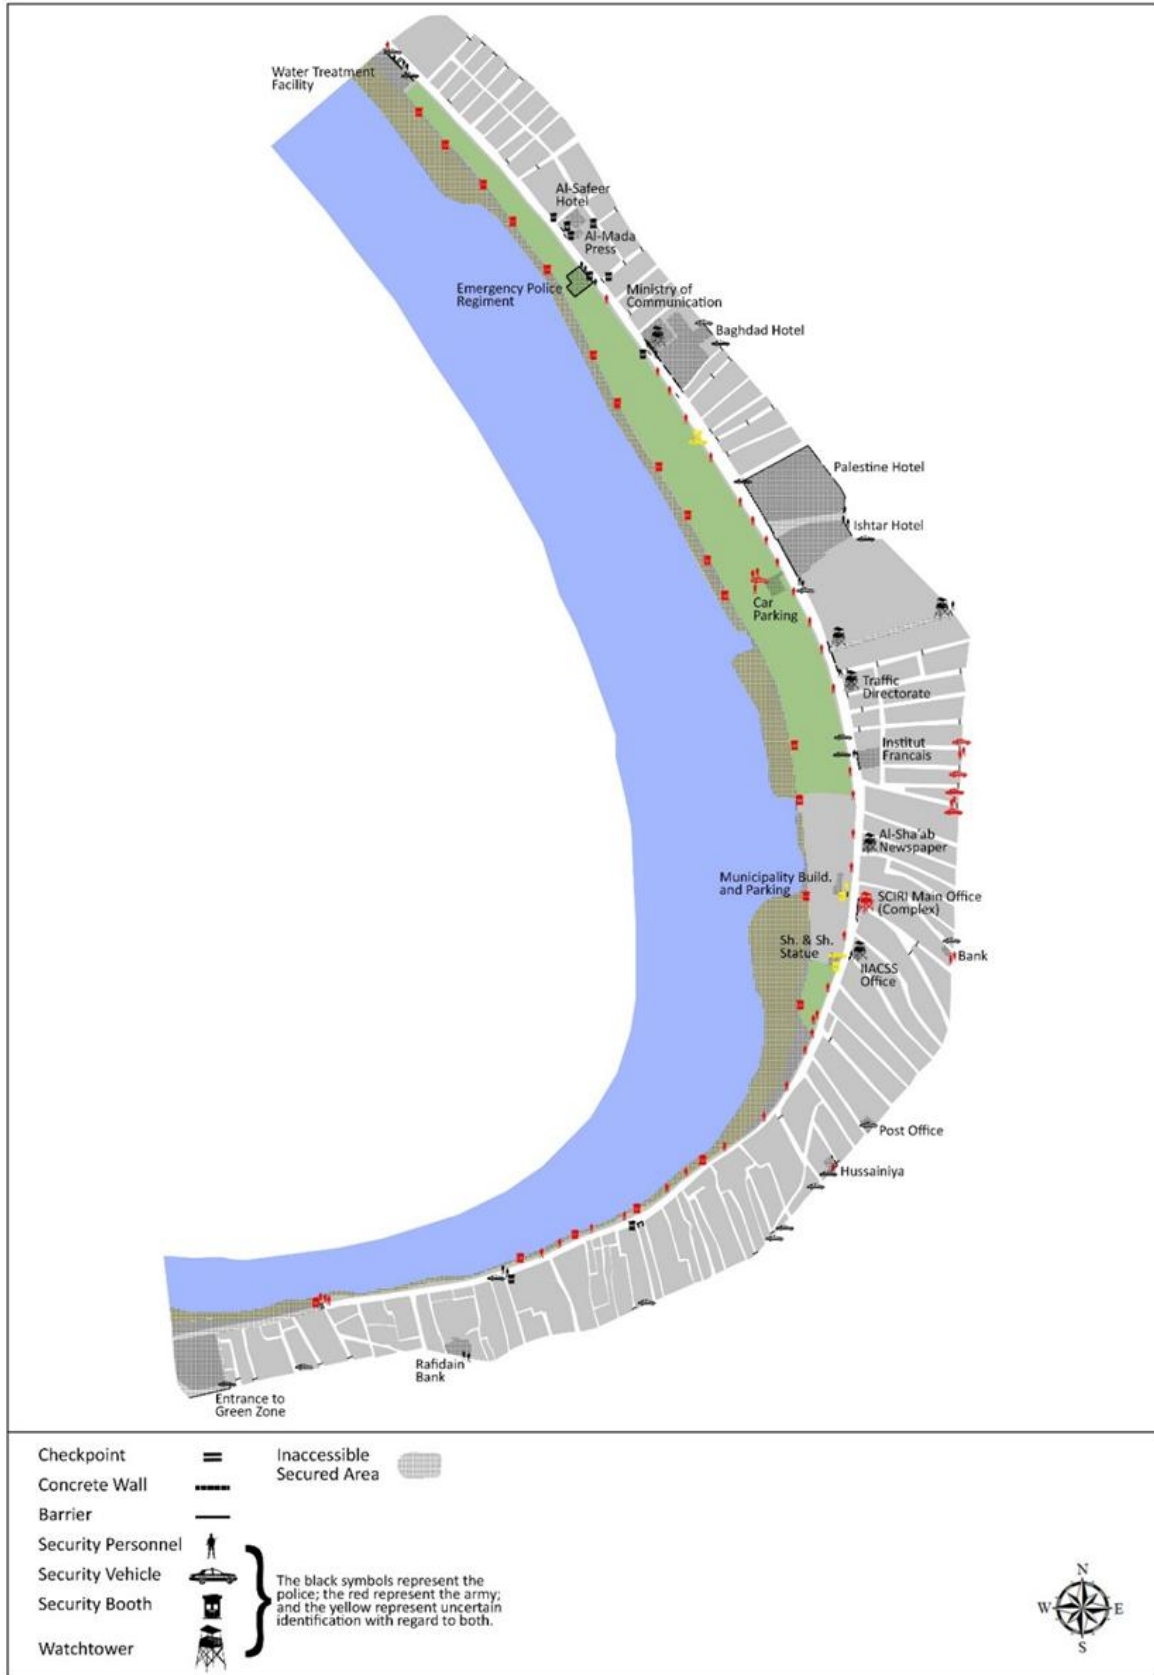 Water Treatment
Facility
Al-Safeer
Hotel
Al-Mada
Press
Emergency Police
Regiment
Ministry of
Communication
Baghdad Hotel
Palestine Hotel
Ishtar Hotel
Car
Parking
Traffic
Directorate
Institut
Francais
Al-Sha'ab
Newspaper
Municipality Build.
and Parking
SCIRI Main Office
(Complex)
Sh. & Sh.
Statue
IIACSS
Office
Bank
Post Office
Hussainiya
Rafidain
Bank
Entrance to
Green Zone
Checkpoint
Concrete Wall
Barrier
Security Personnel
Security Vehicle
Security Booth
Watchtower
Inaccessible
Secured Area
The black symbols represent the
police; the red represent the army;
and the yellow represent uncertain
identification with regard to both.
N
W
E
S